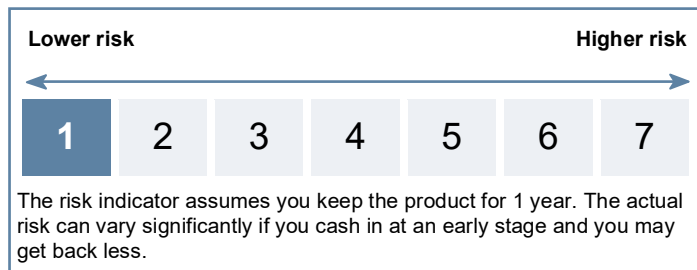 Lower risk Higher risk
1 2 3 4 5 6 7
The risk indicator assumes you keep the product for 1 year. The actual
risk can vary significantly if you cash in at an early stage and you may
get back less.